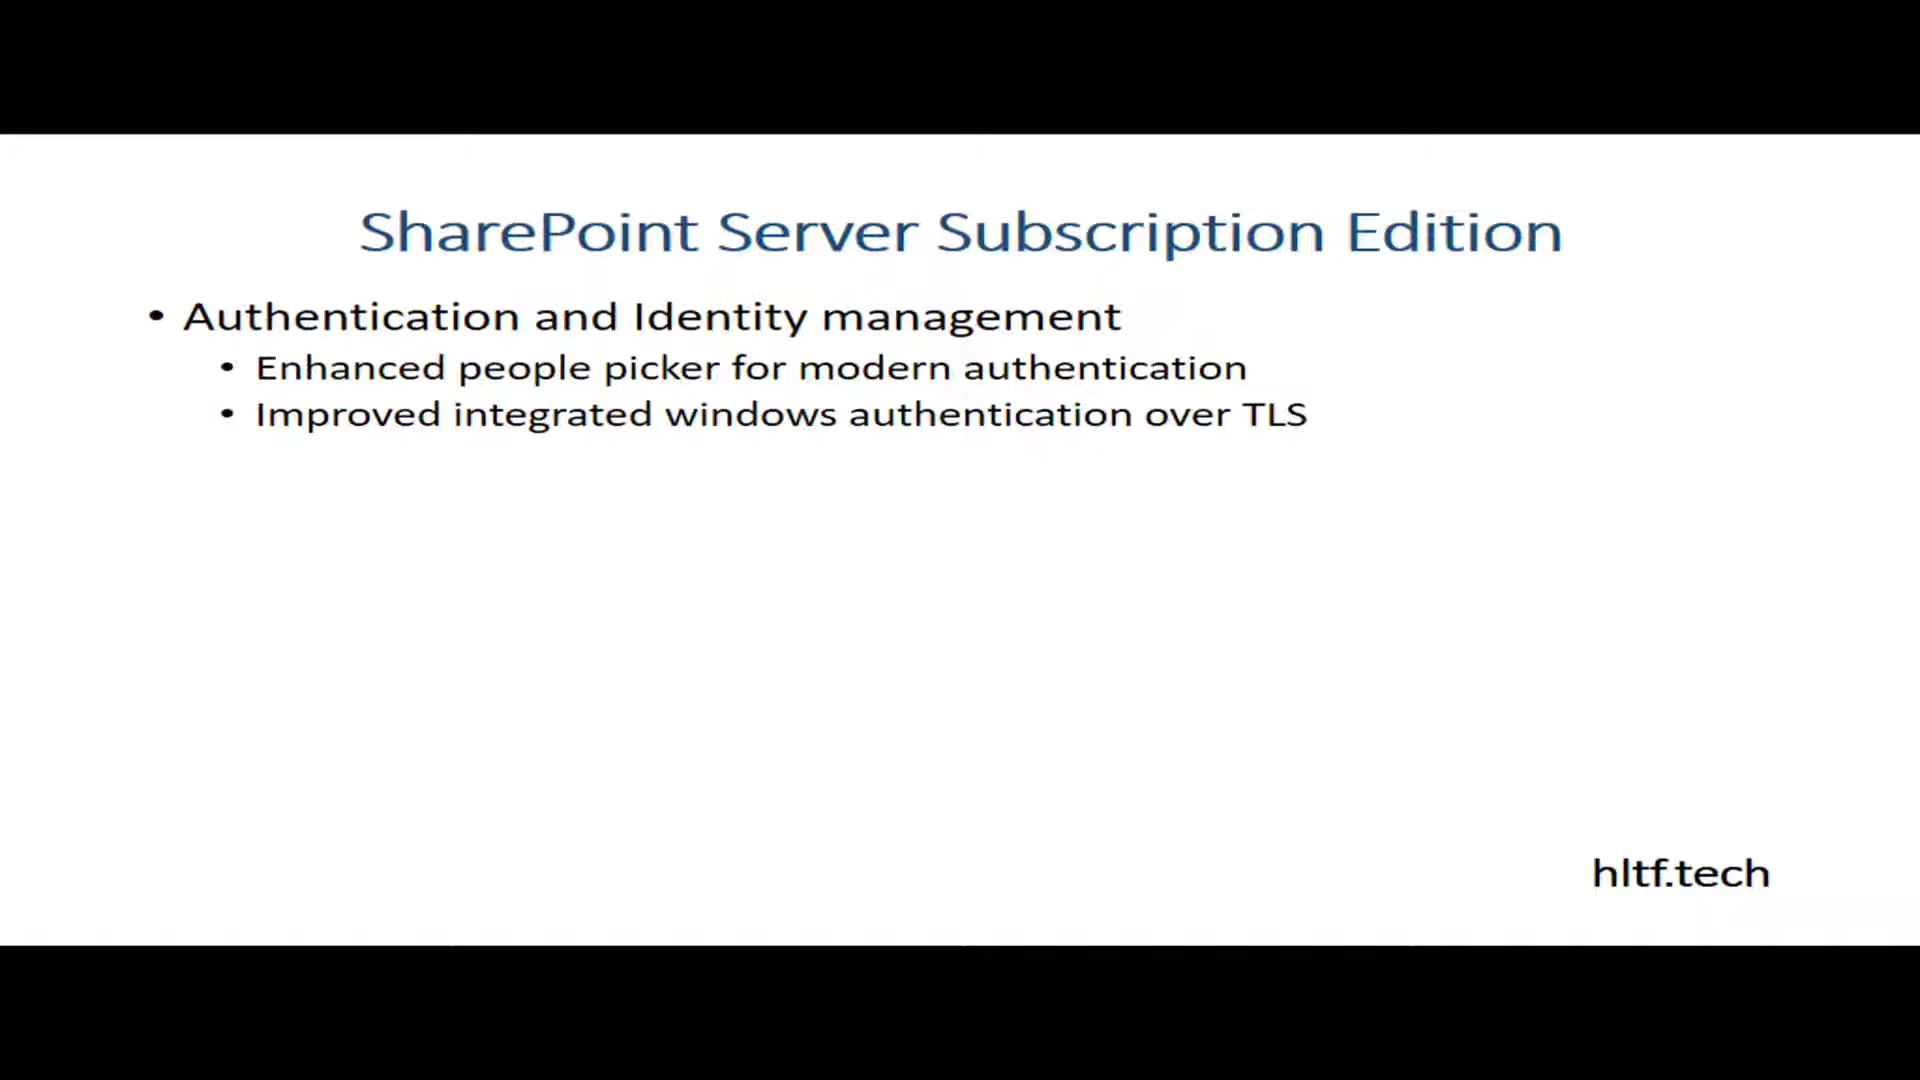 SharePoint Server Subscription Edition
• Authentication and Identity management
• Enhanced people picker for modern authentication
• Improved integrated windows authentication over TLS
hltf.tech